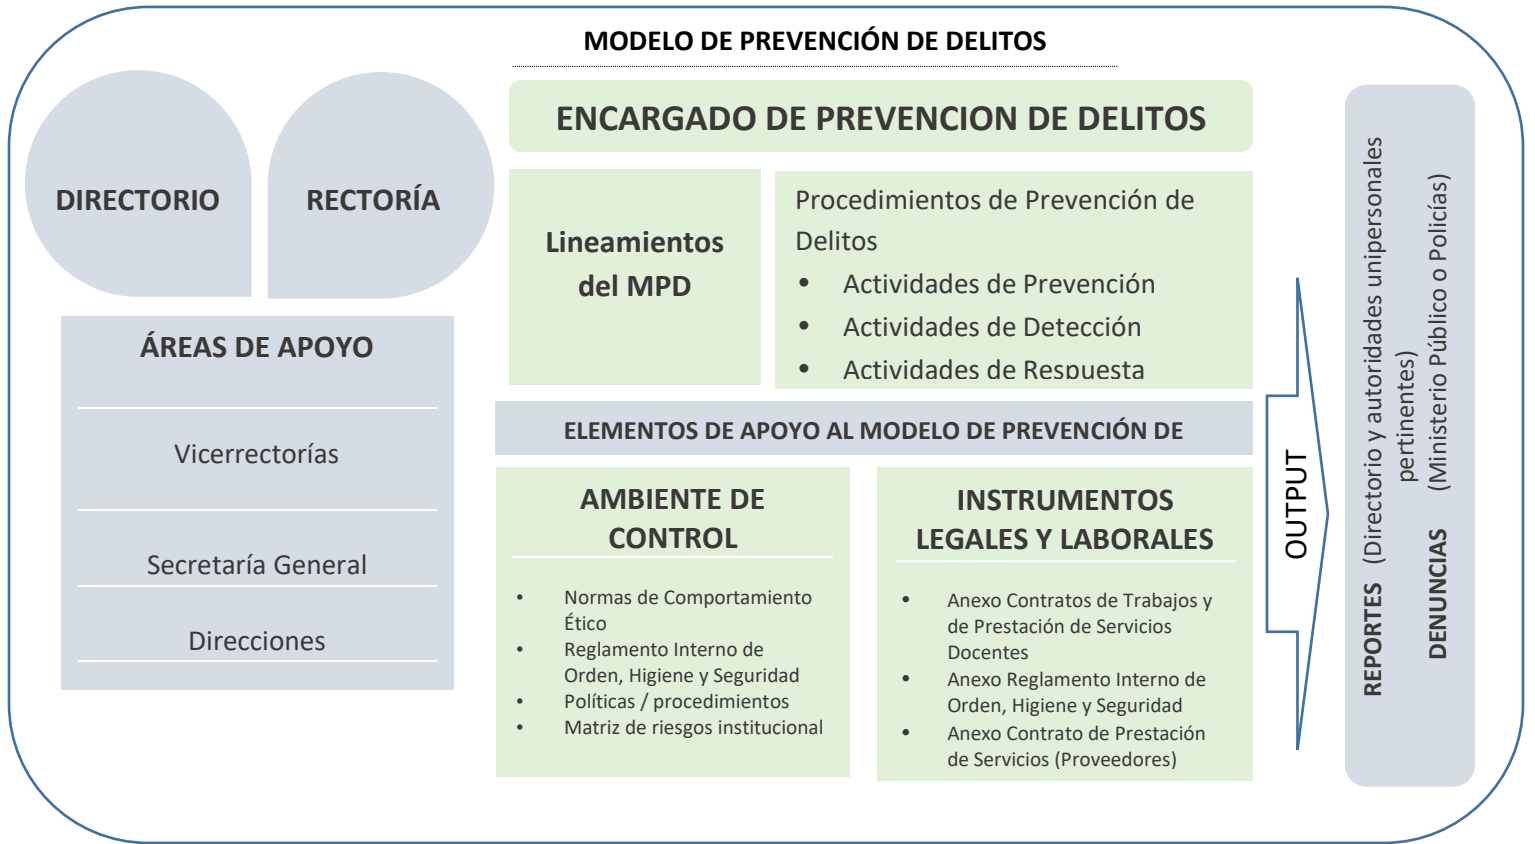 MODELO DE PREVENCIÓN DE DELITOS
DIRECTORIO
RECTORÍA
ÁREAS DE APOYO
Vicerrectorías
Secretaría General
Direcciones
ENCARGADO DE PREVENCION DE DELITOS
Lineamientos
del MPD
Procedimientos de Prevención de
Delitos
• Actividades de Prevención
• Actividades de Detección
• Actividades de Respuesta
ELEMENTOS DE APOYO AL MODELO DE PREVENCIÓN DE
AMBIENTE DE
CONTROL
• Normas de Comportamiento
Ético
• Reglamento Interno de
Orden, Higiene y Seguridad
• Políticas / procedimientos
• Matriz de riesgos institucional
INSTRUMENTOS
LEGALES Y LABORALES
• Anexo Contratos de Trabajos y
de Prestación de Servicios
Docentes
• Anexo Reglamento Interno de
Orden, Higiene y Seguridad
• Anexo Contrato de Prestación
de Servicios (Proveedores)
OUTPUT
REPORTES (Directorio y autoridades unipersonales
pertinentes)
DENUNCIAS (Ministerio Público o Policías)